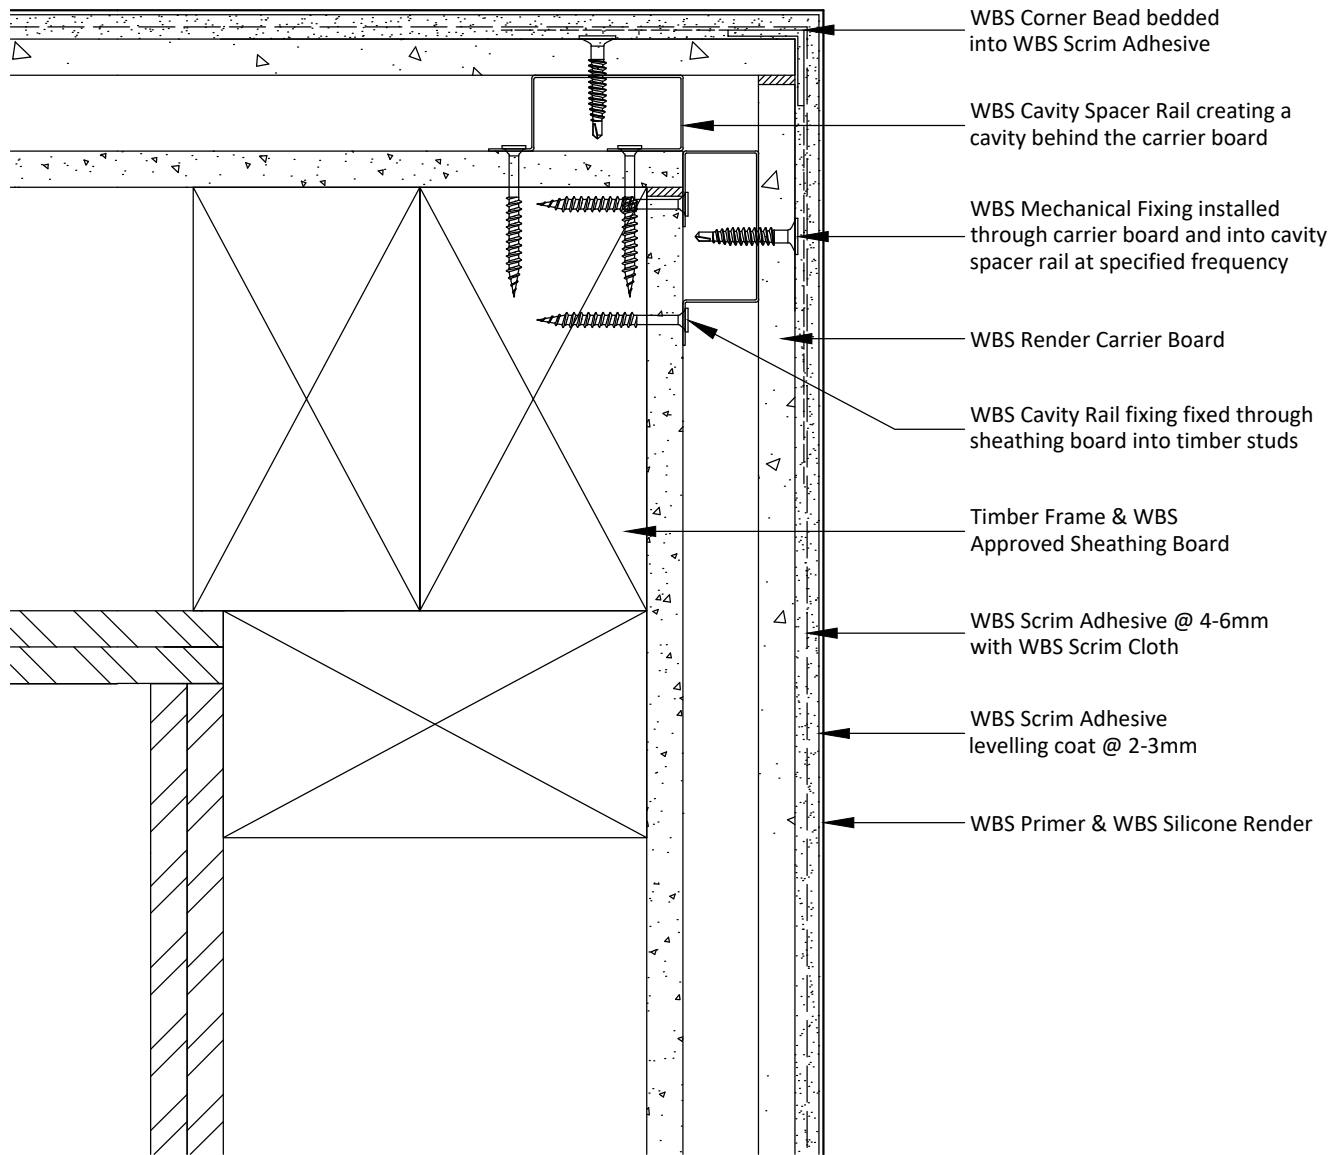 WBS Corner Bead bedded
into WBS Scrim Adhesive
WBS Cavity Spacer Rail creating a
cavity behind the carrier board
WBS Mechanical Fixing installed
through carrier board and into cavity
spacer rail at specified frequency
WBS Render Carrier Board
WBS Cavity Rail fixing fixed through
sheathing board into timber studs
Timber Frame & WBS
Approved Sheathing Board
WBS Scrim Adhesive @ 4-6mm
with WBS Scrim Cloth
WBS Scrim Adhesive
levelling coat @ 2-3mm
WBS Primer & WBS Silicone Render